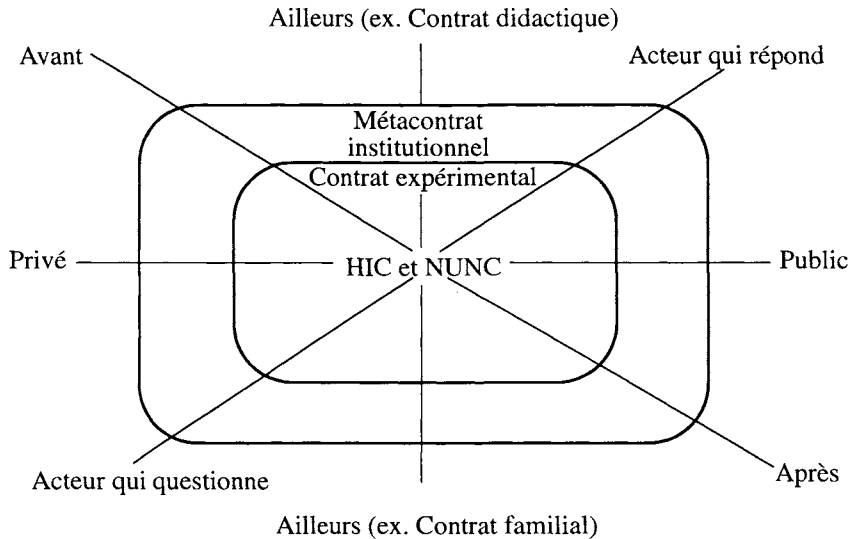 Ailleurs (ex. Contrat didactique)
Avant
Acteur qui répond
Métacontrat
institutionnel
Contrat expérimental
Privé
HIC et NUNC
Public
Acteur qui questionne
Après
Ailleurs (ex. Contrat familial)